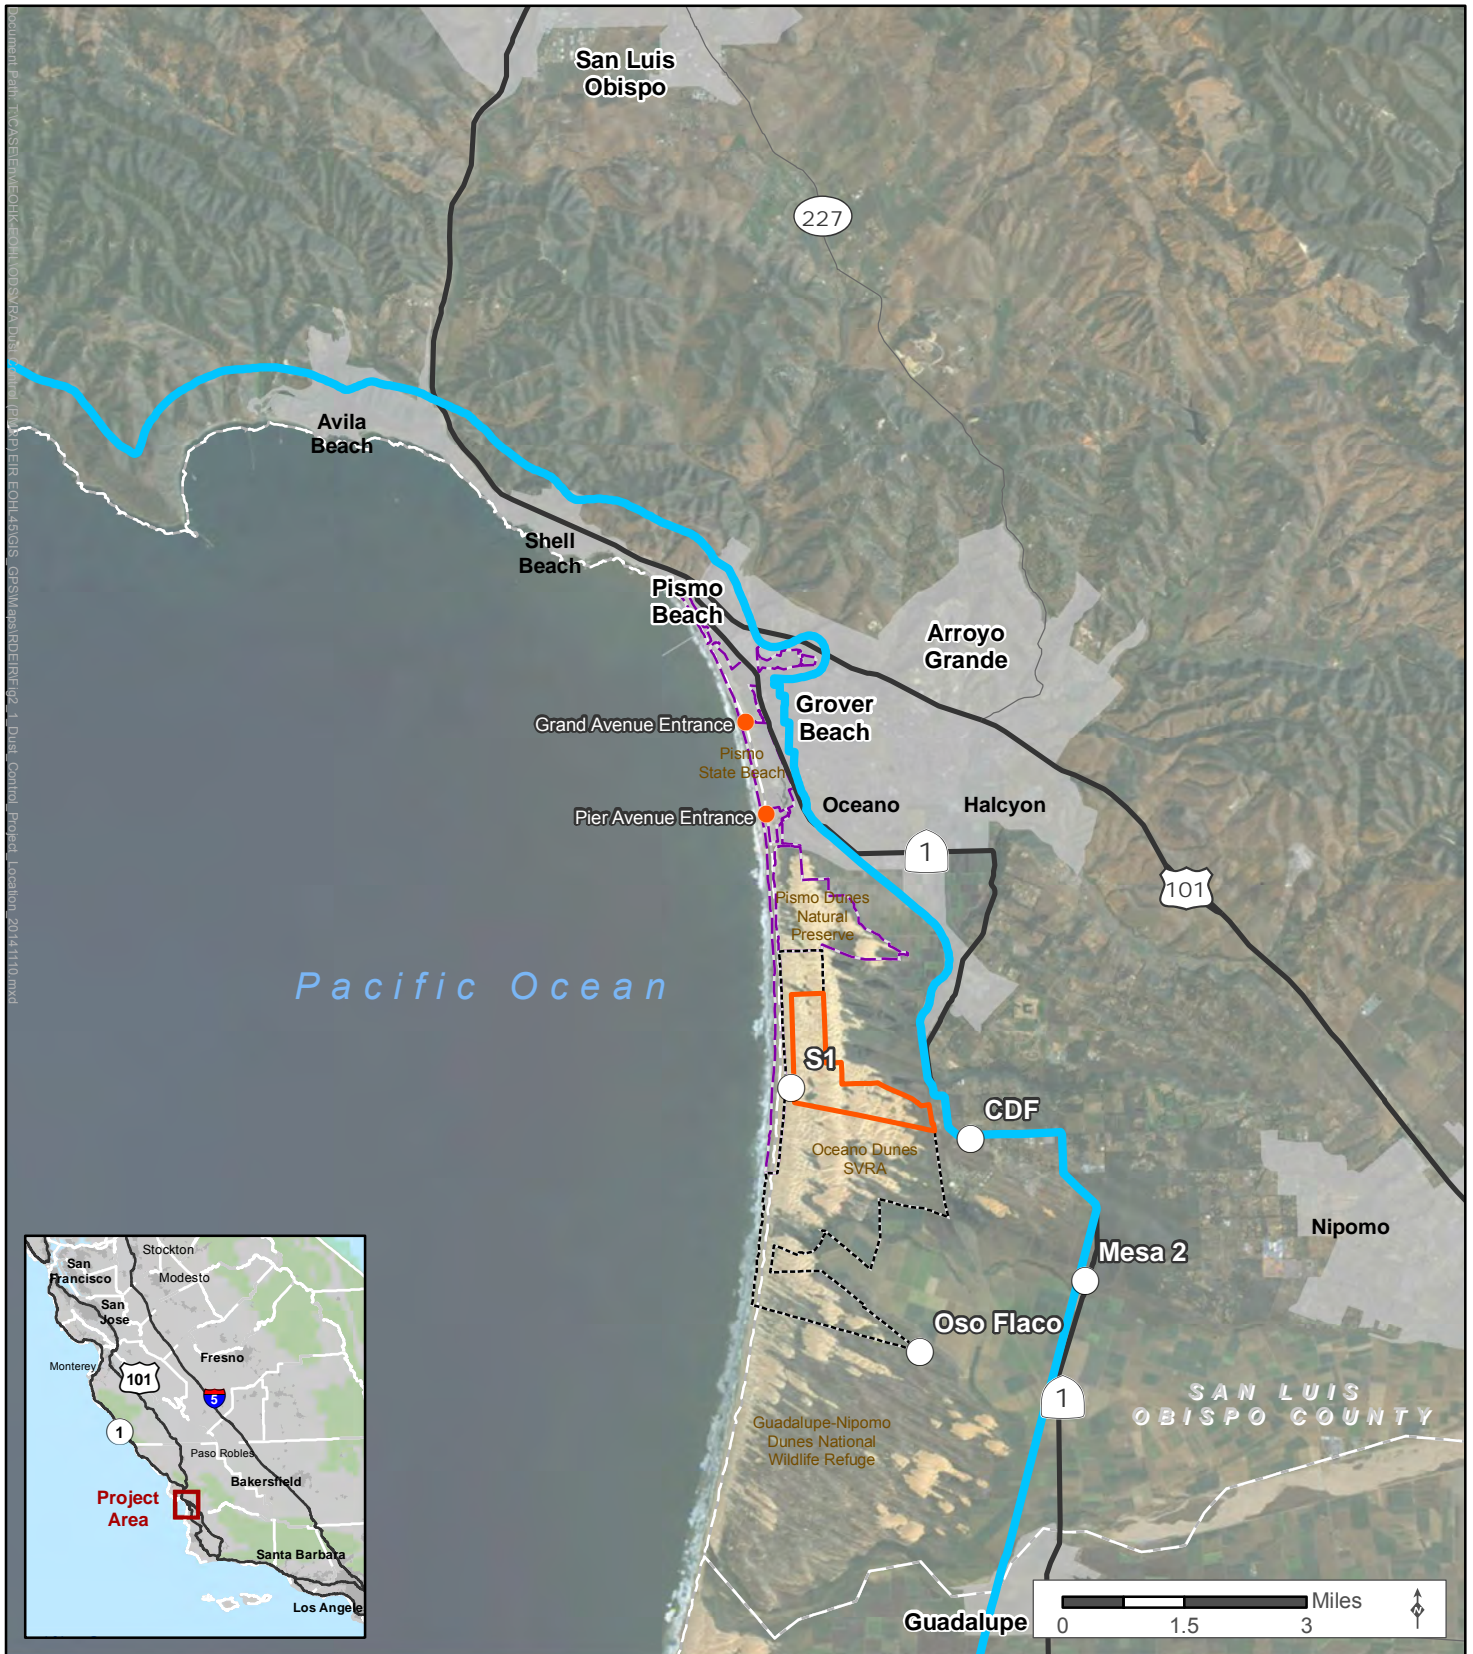 San Luis
Obispo
227
Avila
Beach
Shell
Beach
Pismo
Beach
Arroyo
Grande
Grover
Beach
Grand Avenue Entrance
Pismo
State Beach
Pier Avenue Entrance
Oceano
Halcyon
1
101
Pismo Dunes
Natural
Preserve
Pacific Ocean
S1
CDF
Oceano Dunes
SVRA
Nipomo
Mesa 2
Oso Flaco
1
SAN LUIS
OBISPO COUNTY
Guadalupe-Nipomo
Dunes National
Wildlife Refuge
Guadalupe
Miles
0
1.5
3
N
Stockton
San
Francisco
Modesto
San
Jose
Fresno
Monterey
101
5
1
Paso Robles
Bakersfield
Project
Area
Santa Barbara
Los Angele